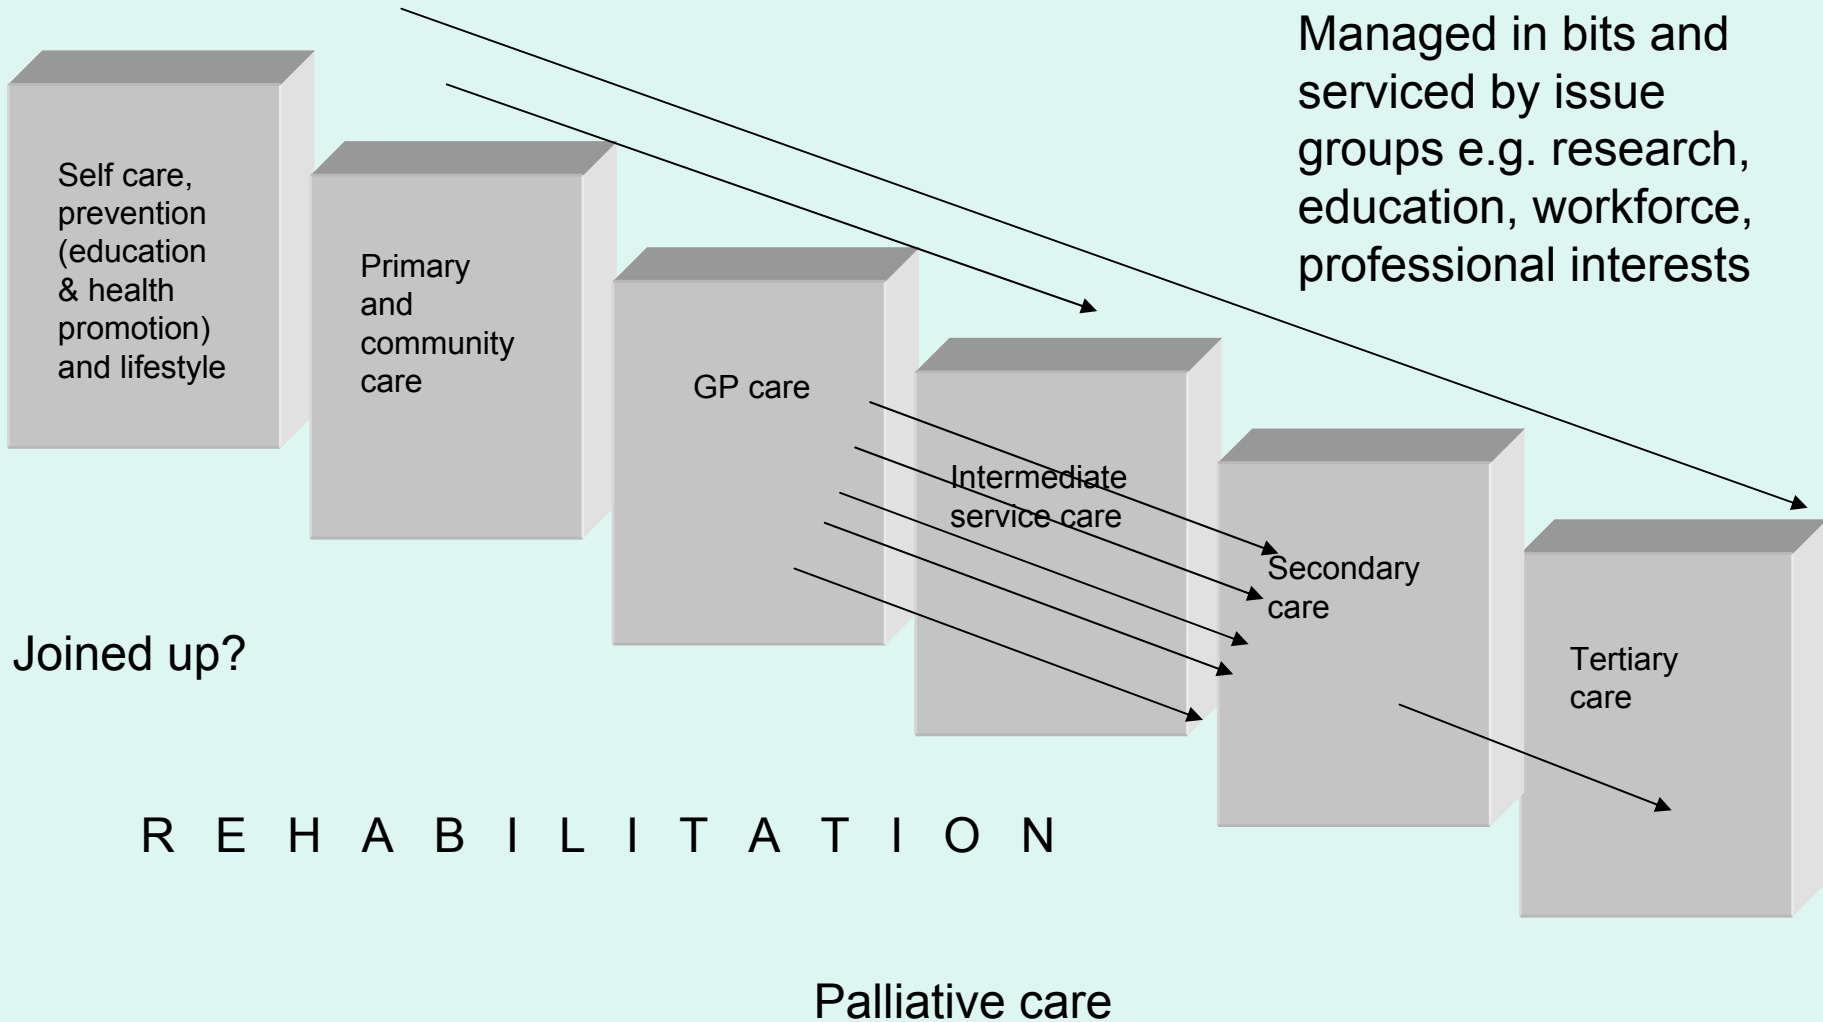 Managed in bits and
serviced by issue
groups e.g. research,
education, workforce,
professional interests
Self care,
prevention
(education
& health
promotion)
and lifestyle
Primary
and
community
care
GP care
Intermediate
service care
Secondary
care
Tertiary
care
Joined up?
R E H A B I L I T A T I O N
Palliative care